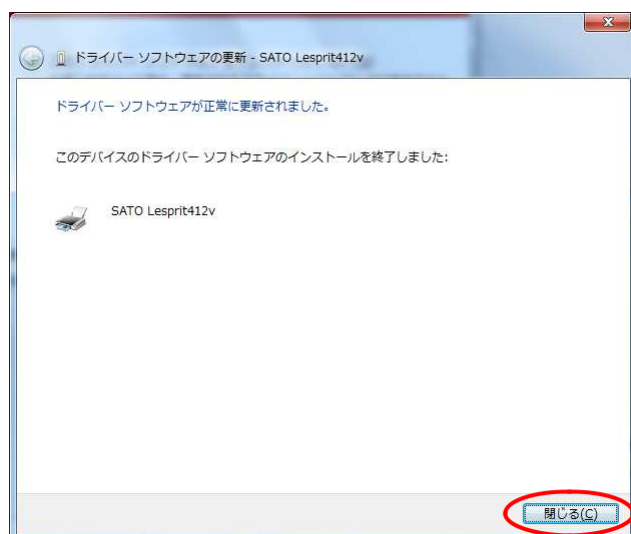 ドライバー ソフトウェアの更新 - SATO Lesprit412v
ドライバー ソフトウェアが正常に更新されました。
このデバイスのドライバー ソフトウェアのインストールを終了しました:
SATO Lesprit412v
閉じる(C)